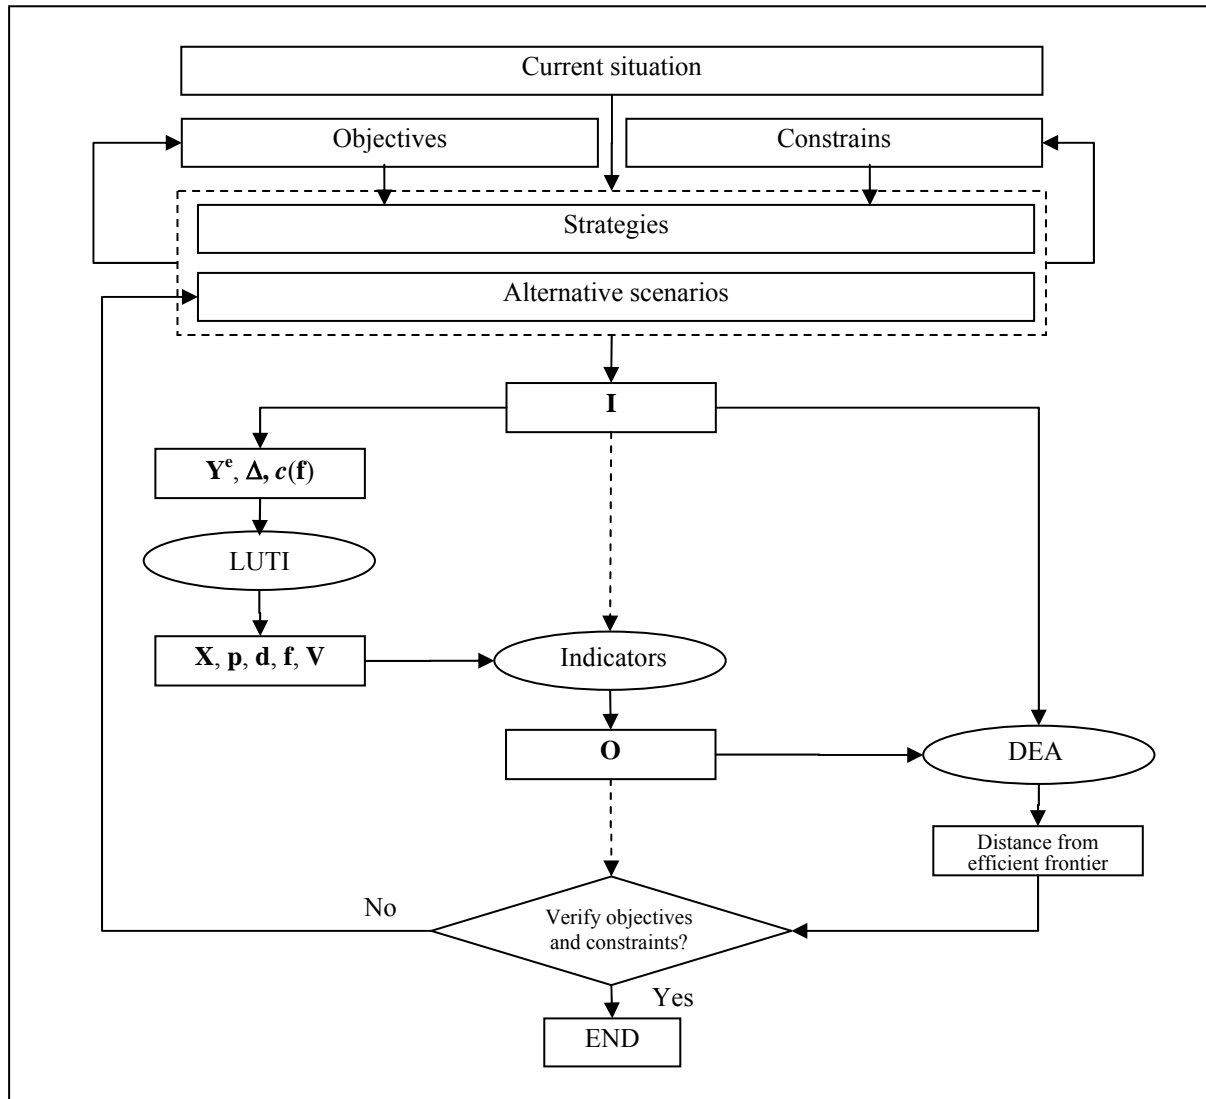 Current situation
Objectives
Constrains
Strategies
Alternative scenarios
I
Yᵉ, Δ, c(f)
LUTI
X, p, d, f, V
Indicators
O
DEA
Distance from
efficient frontier
No
Verify objectives
and constraints?
Yes
END